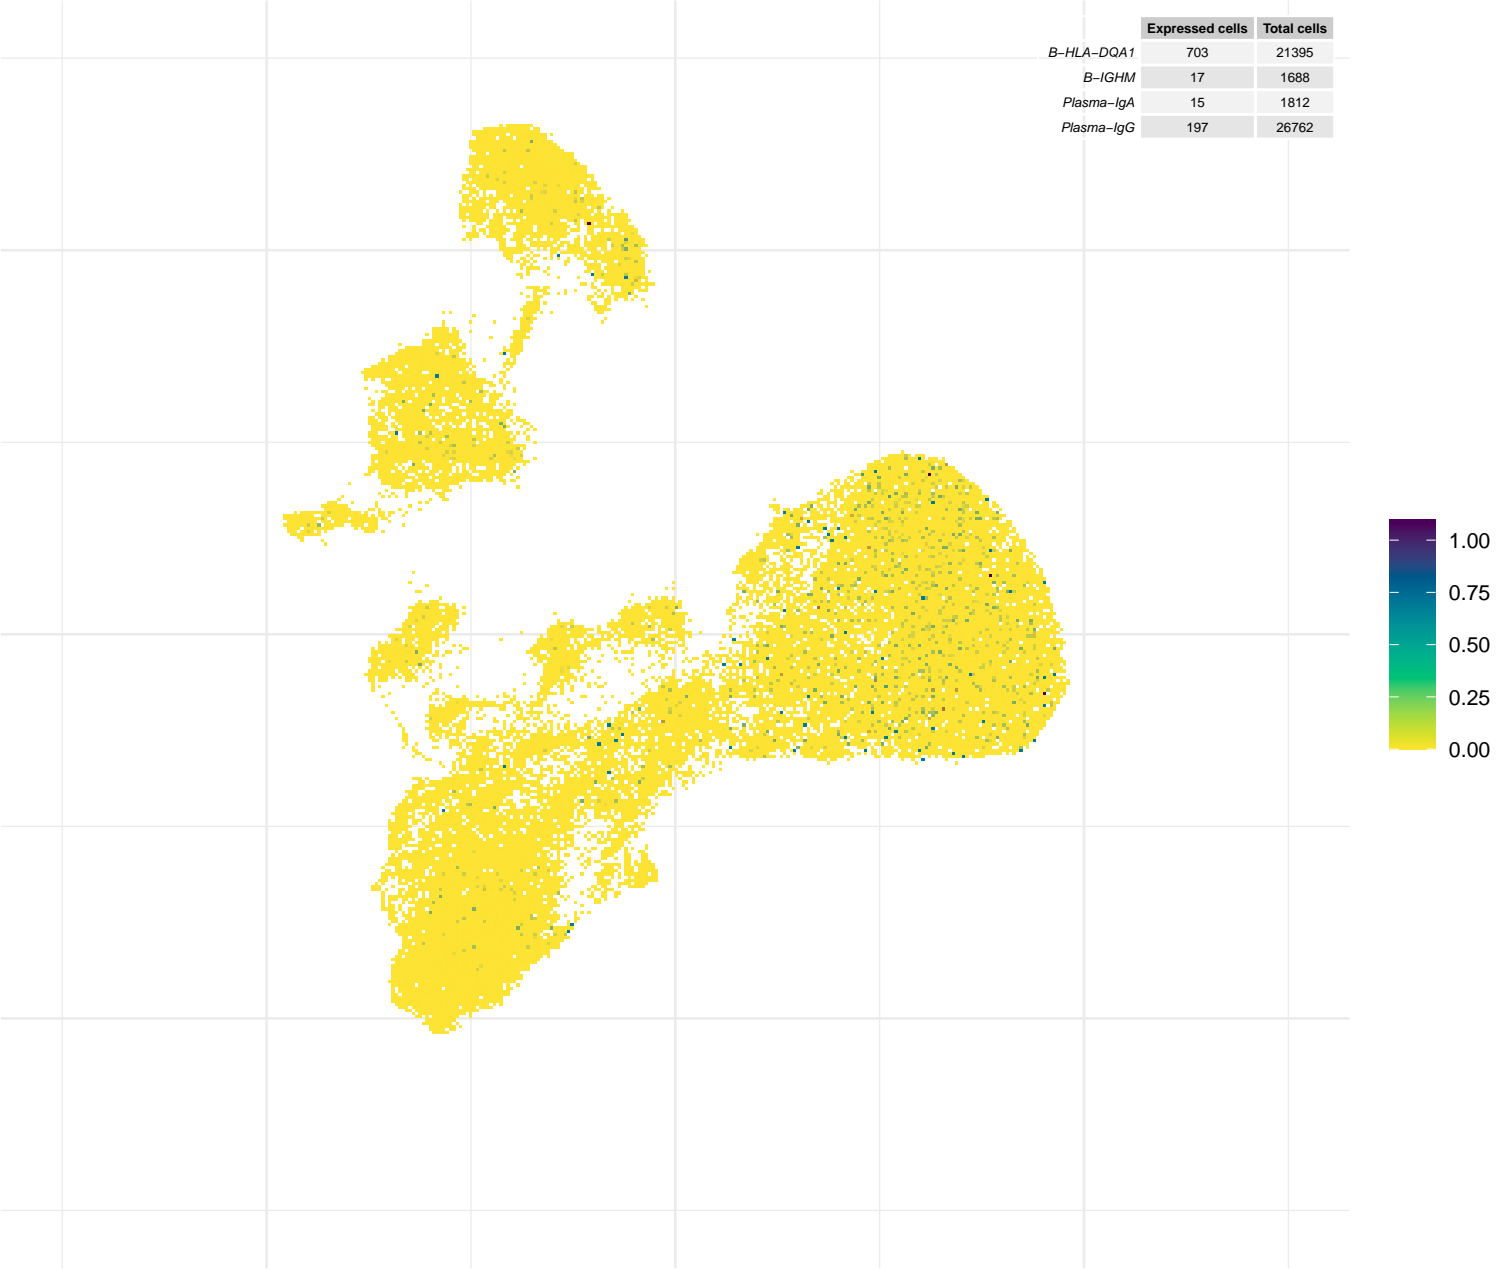 Expressed cells Total cells
B−HLA−DQA1 703 21395
B−IGHM 17 1688
Plasma−IgA 15 1812
Plasma−IgG 197 26762
1.00
0.75
0.50
0.25
0.00